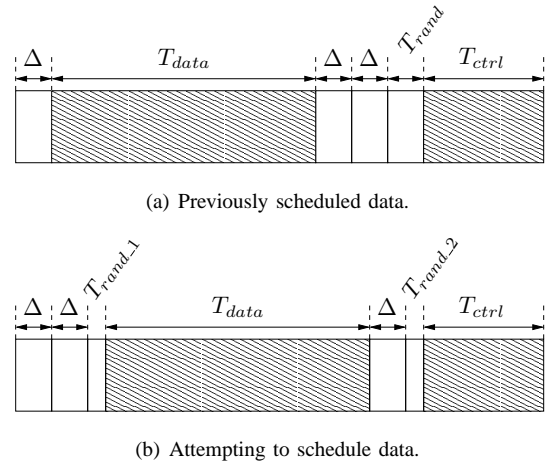 Δ T_data Δ Δ T_rand T_ctrl
(a) Previously scheduled data.
Δ Δ T_rand_1 T_data Δ T_rand_2 T_ctrl
(b) Attempting to schedule data.